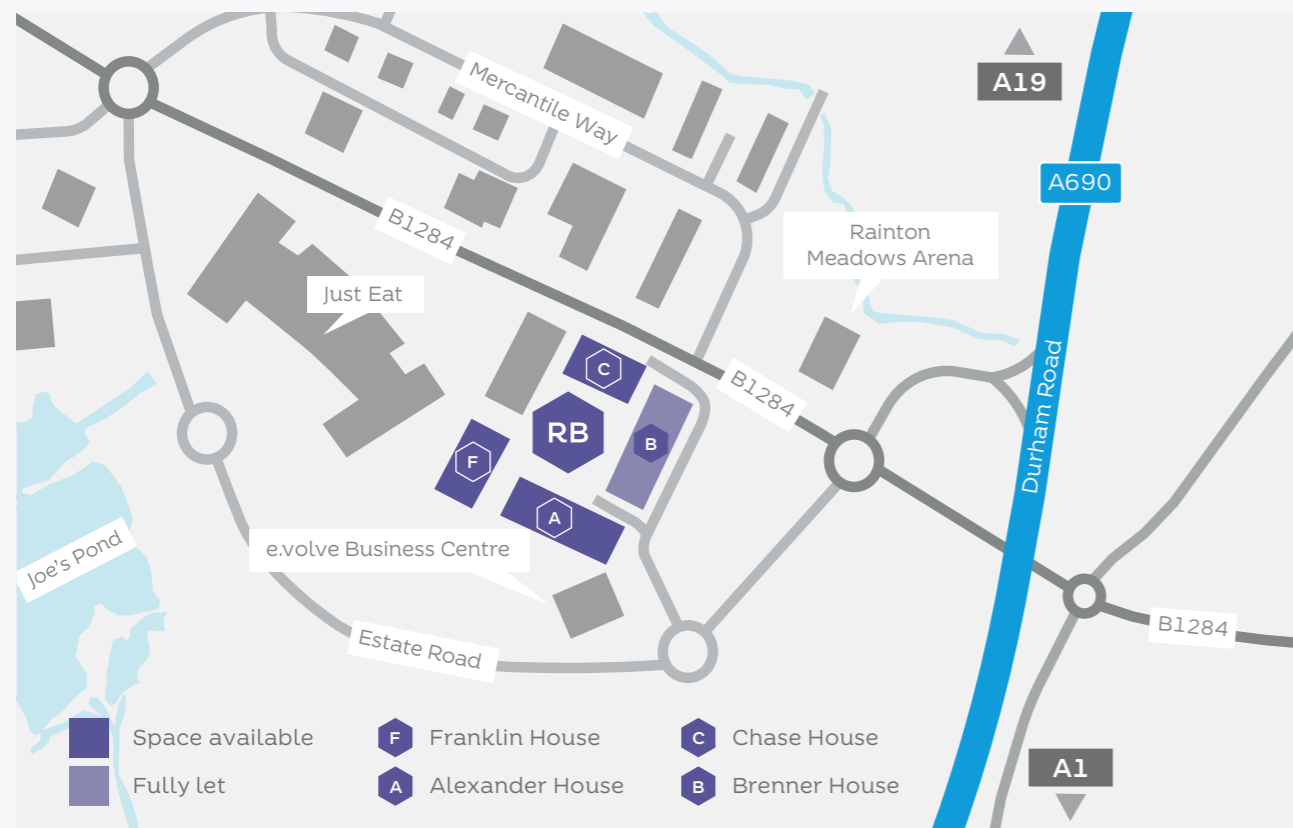 A19
Mercantile Way
A690
B1284
Rainton
Meadows Arena
Just Eat
C
B1284
Durham Road
RB
B
F
A
e.volve Business Centre
Joe's Pond
Estate Road
B1284
Space available
F Franklin House
C Chase House
A1
Fully let
A Alexander House
B Brenner House